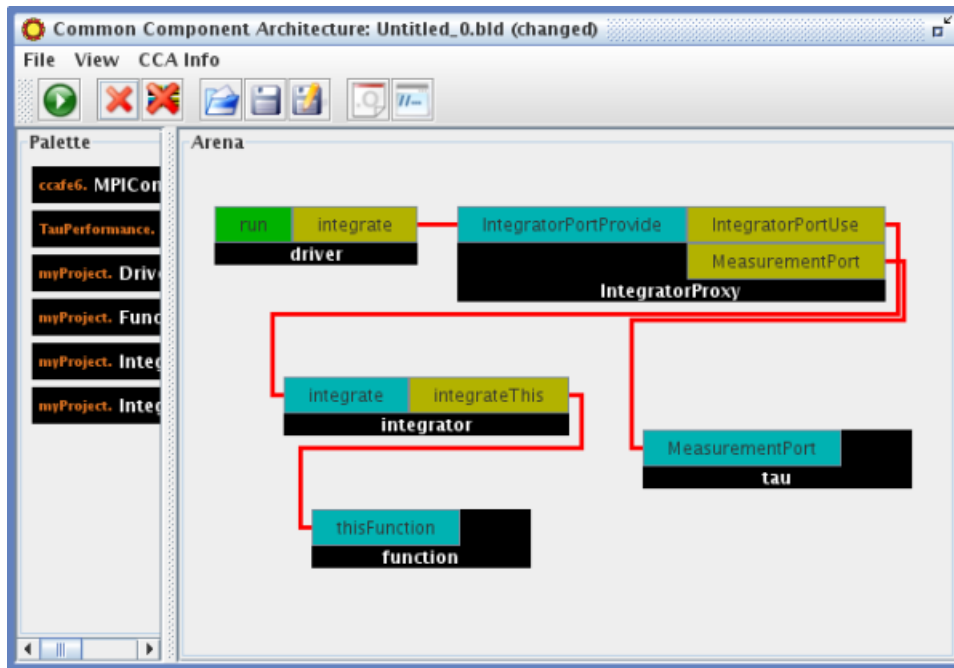 Common Component Architecture: Untitled_0.bld (changed)
File View CCA Info
Palette
Arena
ccafe6. MPICon
TauPerformance.
myProject. Drive
myProject. Func
myProject. Integ
myProject. Integ
run integrate
driver
IntegratorPortProvide IntegratorPortUse
MeasurementPort
IntegratorProxy
integrate integrateThis
integrator
MeasurementPort
tau
thisFunction
function